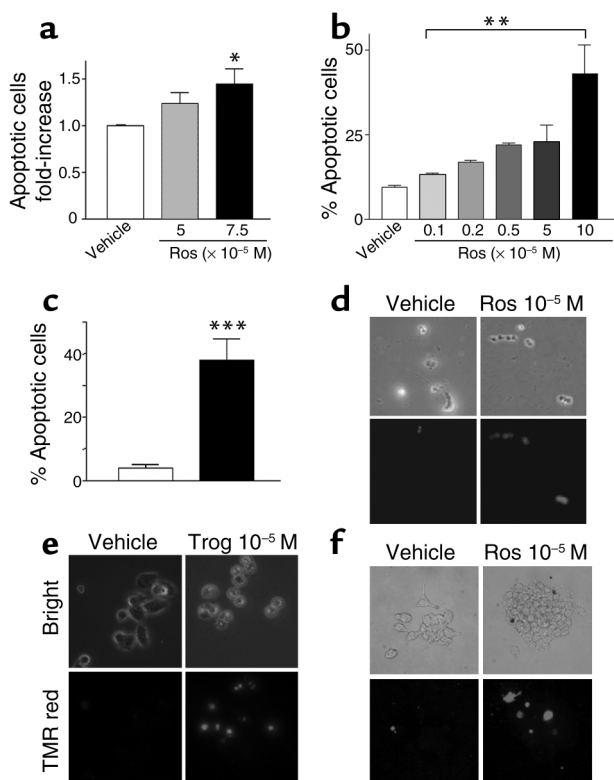 a
Apoptotic cells
fold-increase
1.5
1.0
0.5
0
*
Vehicle
5
7.5
Ros (× 10⁻⁵ M)
b
% Apoptotic cells
50
25
0
**
Vehicle
0.1 0.2 0.5 5 10
Ros (× 10⁻⁵ M)
c
% Apoptotic cells
40
20
0
***
d
Vehicle Ros 10⁻⁵ M
e
Vehicle Trog 10⁻⁵ M
Bright
TMR red
f
Vehicle Ros 10⁻⁵ M